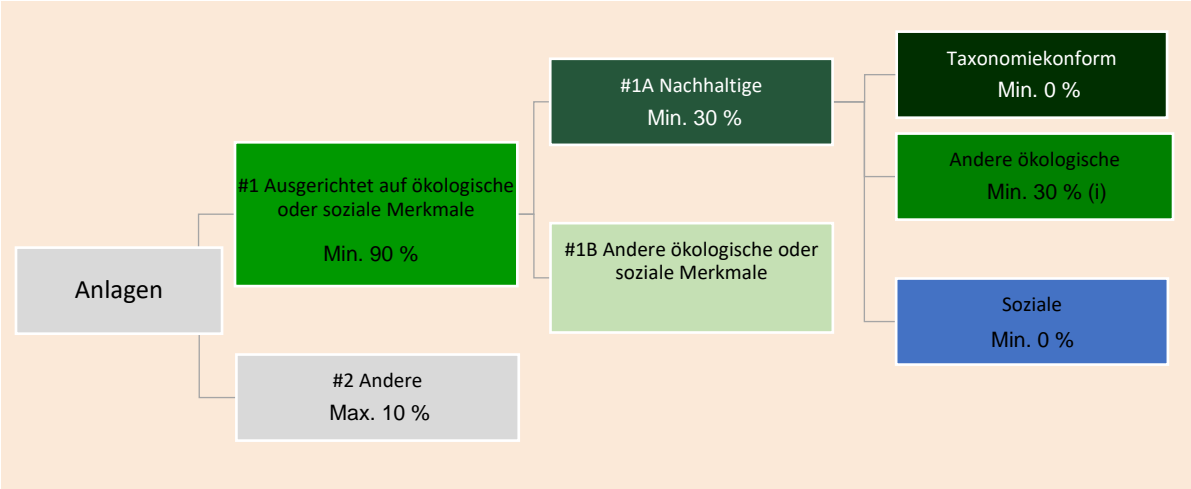 Anlagen
#1 Ausgerichtet auf ökologische
oder soziale Merkmale
Min. 90 %
#2 Andere
Max. 10 %
#1A Nachhaltige
Min. 30 %
#1B Andere ökologische oder
soziale Merkmale
Taxonomiekonform
Min. 0 %
Andere ökologische
Min. 30 % (i)
Soziale
Min. 0 %